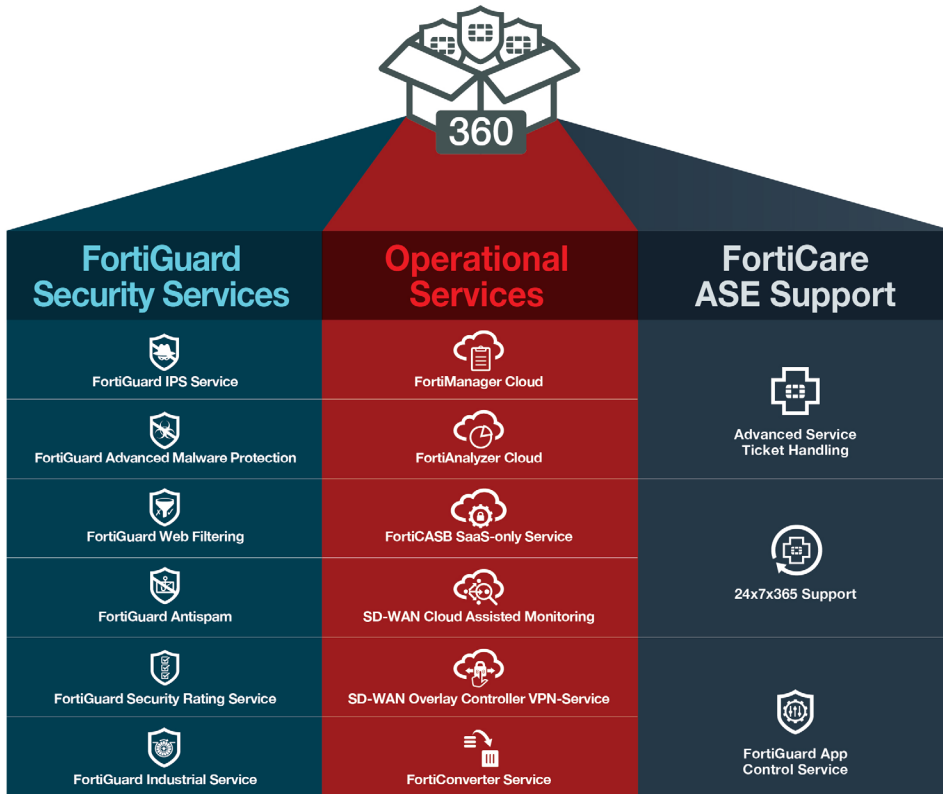 360
FortiGuard
Security Services
FortiGuard IPS Service
FortiGuard Advanced Malware Protection
FortiGuard Web Filtering
FortiGuard Antispam
FortiGuard Security Rating Service
FortiGuard Industrial Service
Operational
Services
FortiManager Cloud
FortiAnalyzer Cloud
FortiCASB SaaS-only Service
SD-WAN Cloud Assisted Monitoring
SD-WAN Overlay Controller VPN-Service
FortiConverter Service
FortiCare
ASE Support
Advanced Service
Ticket Handling
24x7x365 Support
FortiGuard App
Control Service